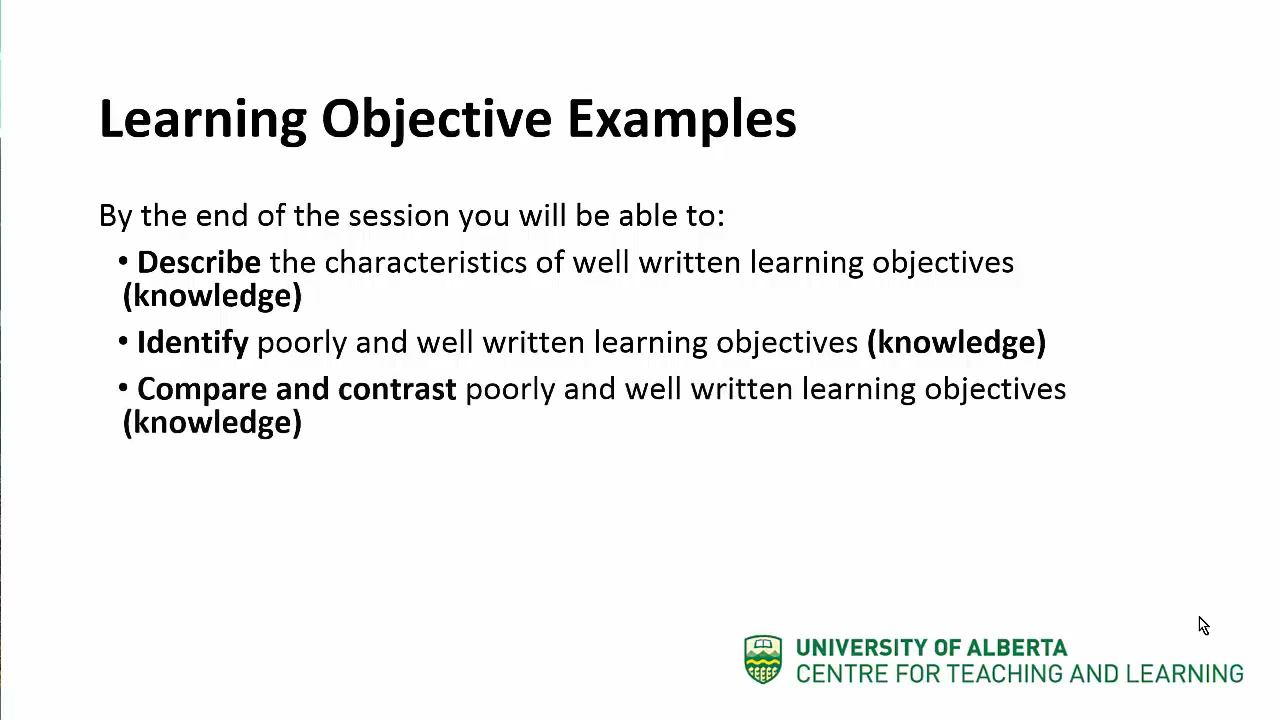 Learning Objective Examples
By the end of the session you will be able to:
• Describe the characteristics of well written learning objectives
(knowledge)
• Identify poorly and well written learning objectives (knowledge)
• Compare and contrast poorly and well written learning objectives
(knowledge)
UNIVERSITY OF ALBERTA
CENTRE FOR TEACHING AND LEARNING